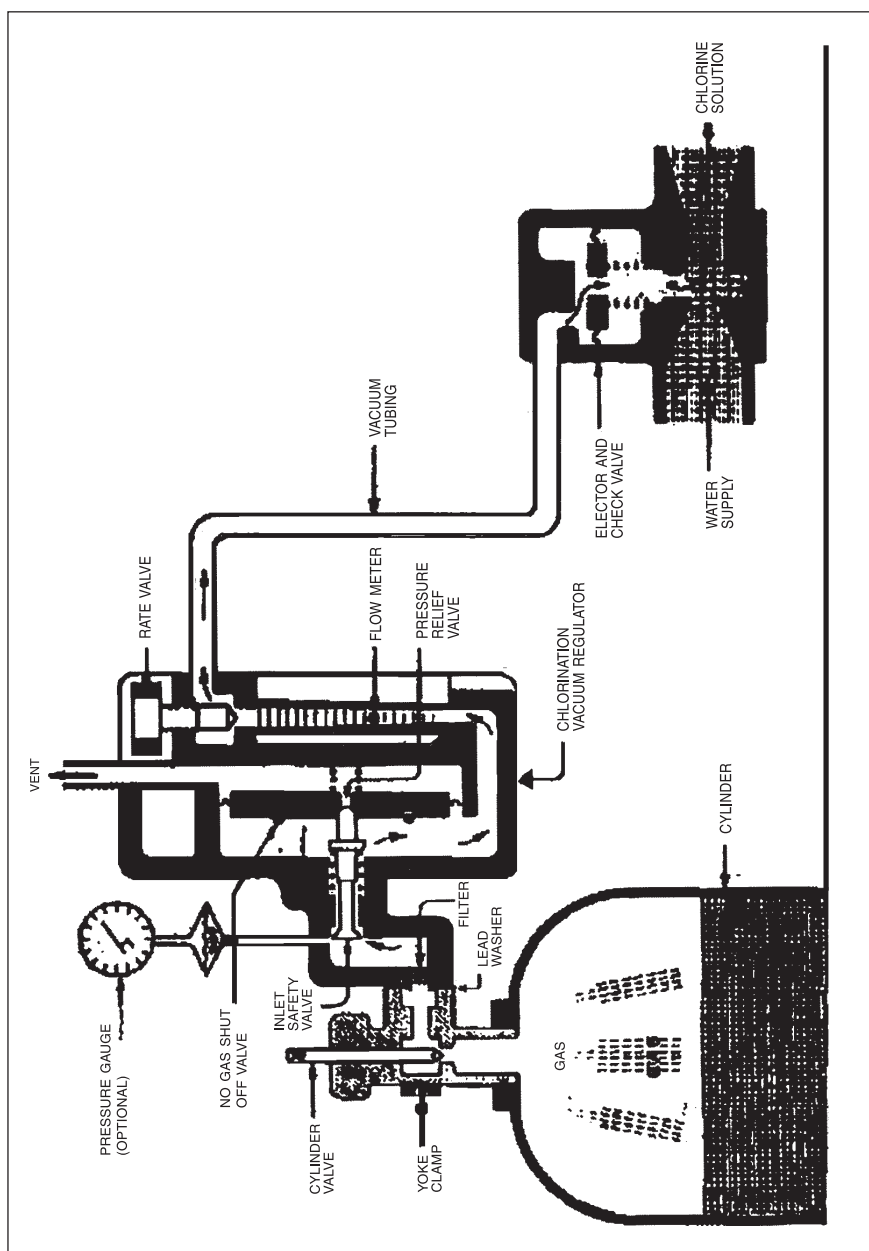 PRESSURE GAUGE
(OPTIONAL)
VENT
RATE VALVE
NO GAS SHUT
OFF VALVE
INLET
SAFETY
VALVE
FLOW METER
PRESSURE
RELIEF
VALVE
VACUUM
TUBING
CYLINDER
VALVE
YOKE
CLAMP
FILTER
LEAD
WASHER
CHLORINATION
VACUUM REGULATOR
ELECTOR AND
CHECK VALVE
GAS
CYLINDER
WATER
SUPPLY
CHLORINE
SOLUTION